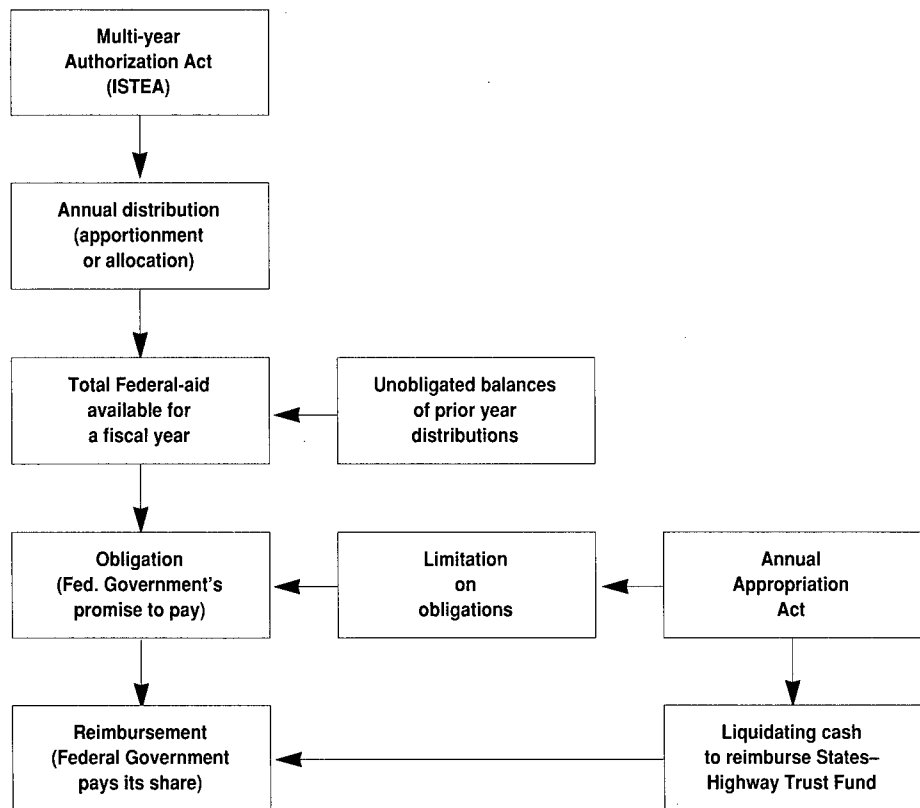 Multi-year
Authorization Act
(ISTEA)
Annual distribution
(apportionment
or allocation)
Total Federal-aid
available for
a fiscal year
Unobligated balances
of prior year
distributions
Obligation
(Fed. Government's
promise to pay)
Limitation
on
obligations
Annual
Appropriation
Act
Reimbursement
(Federal Government
pays its share)
Liquidating cash
to reimburse States–
Highway Trust Fund